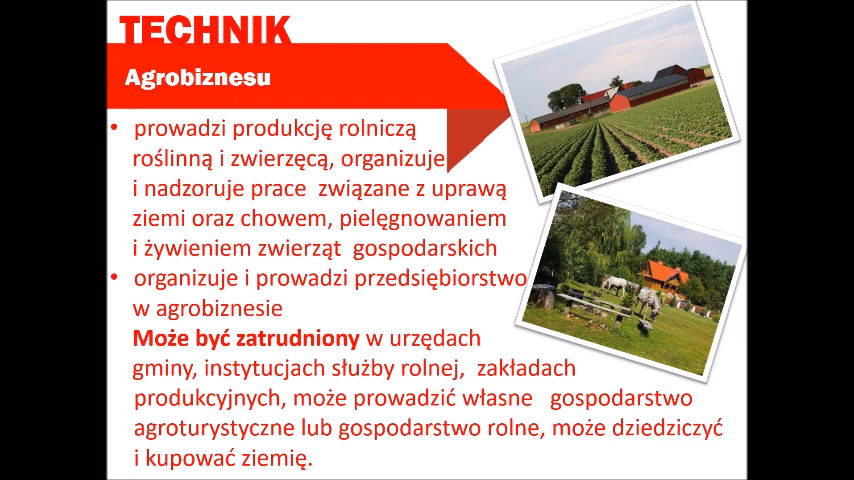 TECHNIK
Agrobiznesu
• prowadzi produkcję rolniczą
roślinną i zwierzęcą, organizuje
i nadzoruje prace związane z uprawą
ziemi oraz chowem, pielęgnowaniem
i żywieniem zwierząt gospodarskich
• organizuje i prowadzi przedsiębiorstwo
w agrobiznesie
Może być zatrudniony w urzędach
gminy, instytucjach służby rolnej, zakładach
produkcyjnych, może prowadzić własne gospodarstwo
agroturystyczne lub gospodarstwo rolne, może dziedziczyć
i kupować ziemię.